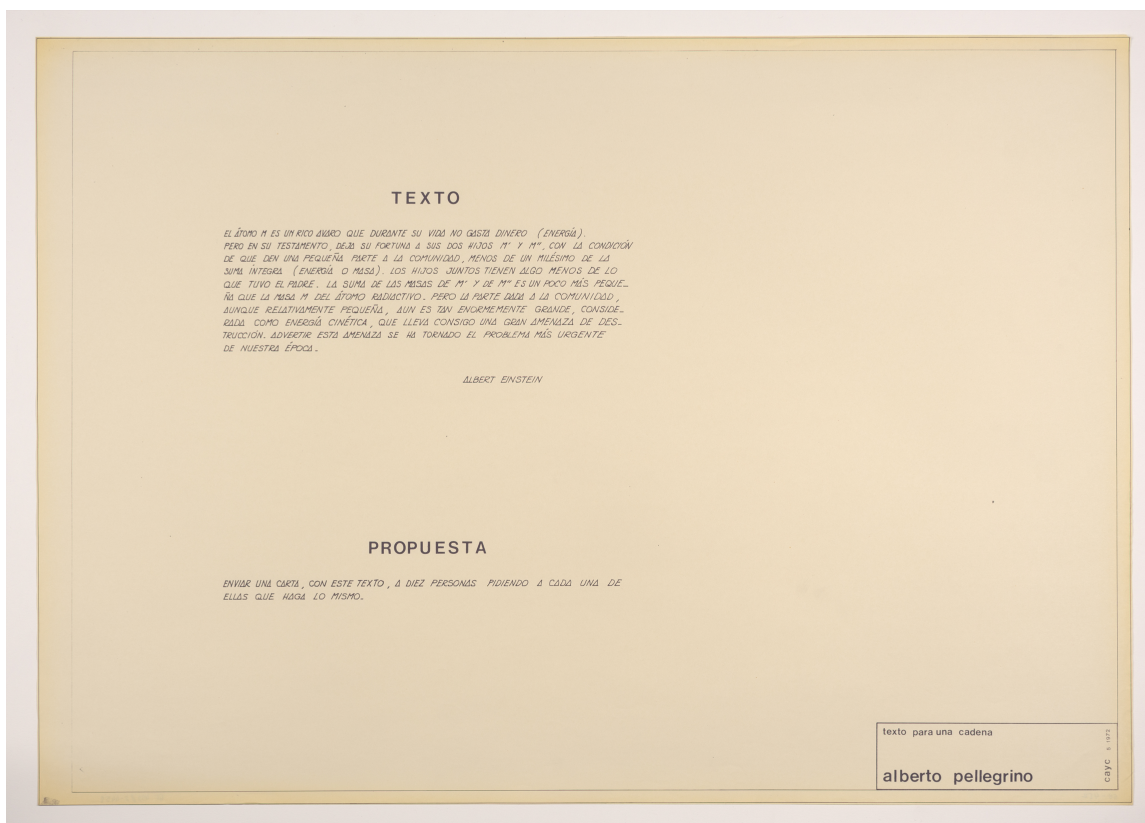 TEXTO
EL ÁTOMO M ES UN RICO AVARO QUE DURANTE SU VIDA NO GASTA DINERO (ENERGÍA).
PERO EN SU TESTAMENTO, DEJA SU FORTUNA A SUS DOS HIJOS M' Y M", CON LA CONDICIÓN
DE QUE DEN UNA PEQUEÑA PARTE A LA COMUNIDAD, MENOS DE UN MILÉSIMO DE LA
SUMA ÍNTEGRA (ENERGÍA O MASA). LOS HIJOS JUNTOS TIENEN ALGO MENOS DE LO
QUE TUVO EL PADRE. LA SUMA DE LAS MASAS DE M' Y DE M" ES UN POCO MÁS PEQUE_
ÑA QUE LA MASA M DEL ÁTOMO RADIACTIVO. PERO LA PARTE DADA A LA COMUNIDAD,
AUNQUE RELATIVAMENTE PEQUEÑA, AUN ES TAN ENORMEMENTE GRANDE, CONSIDE_
RADA COMO ENERGÍA CINÉTICA, QUE LLEVA CONSIGO UNA GRAN AMENAZA DE DES_
TRUCCIÓN. ADVERTIR ESTA AMENAZA SE HA TORNADO EL PROBLEMA MÁS URGENTE
DE NUESTRA ÉPOCA_
ALBERT EINSTEIN
PROPUESTA
ENVIAR UNA CARTA, CON ESTE TEXTO, A DIEZ PERSONAS PIDIENDO A CADA UNA DE
ELLAS QUE HAGA LO MISMO_
texto para una cadena
alberto pellegrino
cayc 1972